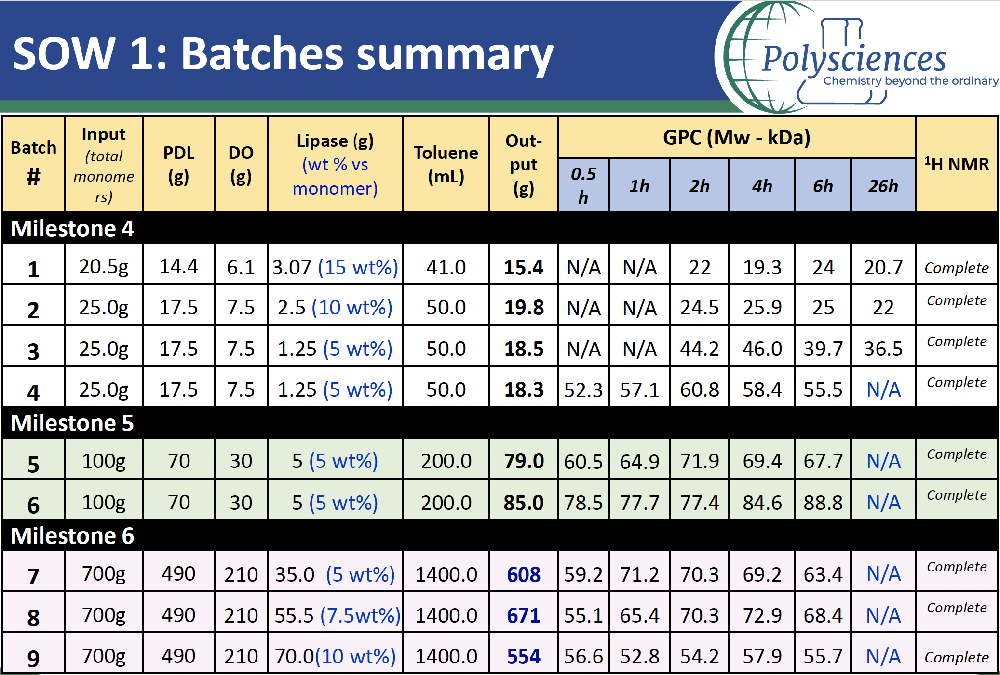 SOW 1: Batches summary
Polysciences
Chemistry beyond the ordinary
Batch # Input (total monome rs) PDL (g) DO (g) Lipase (g) (wt % vs monomer) Toluene (mL) Out- put (g) GPC (Mw - kDa) ¹H NMR
0.5 h 1h 2h 4h 6h 26h
Milestone 4
1 20.5g 14.4 6.1 3.07 (15 wt%) 41.0 15.4 N/A N/A 22 19.3 24 20.7 Complete
2 25.0g 17.5 7.5 2.5 (10 wt%) 50.0 19.8 N/A N/A 24.5 25.9 25 22 Complete
3 25.0g 17.5 7.5 1.25 (5 wt%) 50.0 18.5 N/A N/A 44.2 46.0 39.7 36.5 Complete
4 25.0g 17.5 7.5 1.25 (5 wt%) 50.0 18.3 52.3 57.1 60.8 58.4 55.5 N/A Complete
Milestone 5
5 100g 70 30 5 (5 wt%) 200.0 79.0 60.5 64.9 71.9 69.4 67.7 N/A Complete
6 100g 70 30 5 (5 wt%) 200.0 85.0 78.5 77.7 77.4 84.6 88.8 N/A Complete
Milestone 6
7 700g 490 210 35.0 (5 wt%) 1400.0 608 59.2 71.2 70.3 69.2 63.4 N/A Complete
8 700g 490 210 55.5 (7.5wt%) 1400.0 671 55.1 65.4 70.3 72.9 68.4 N/A Complete
9 700g 490 210 70.0(10 wt%) 1400.0 554 56.6 52.8 54.2 57.9 55.7 N/A Complete